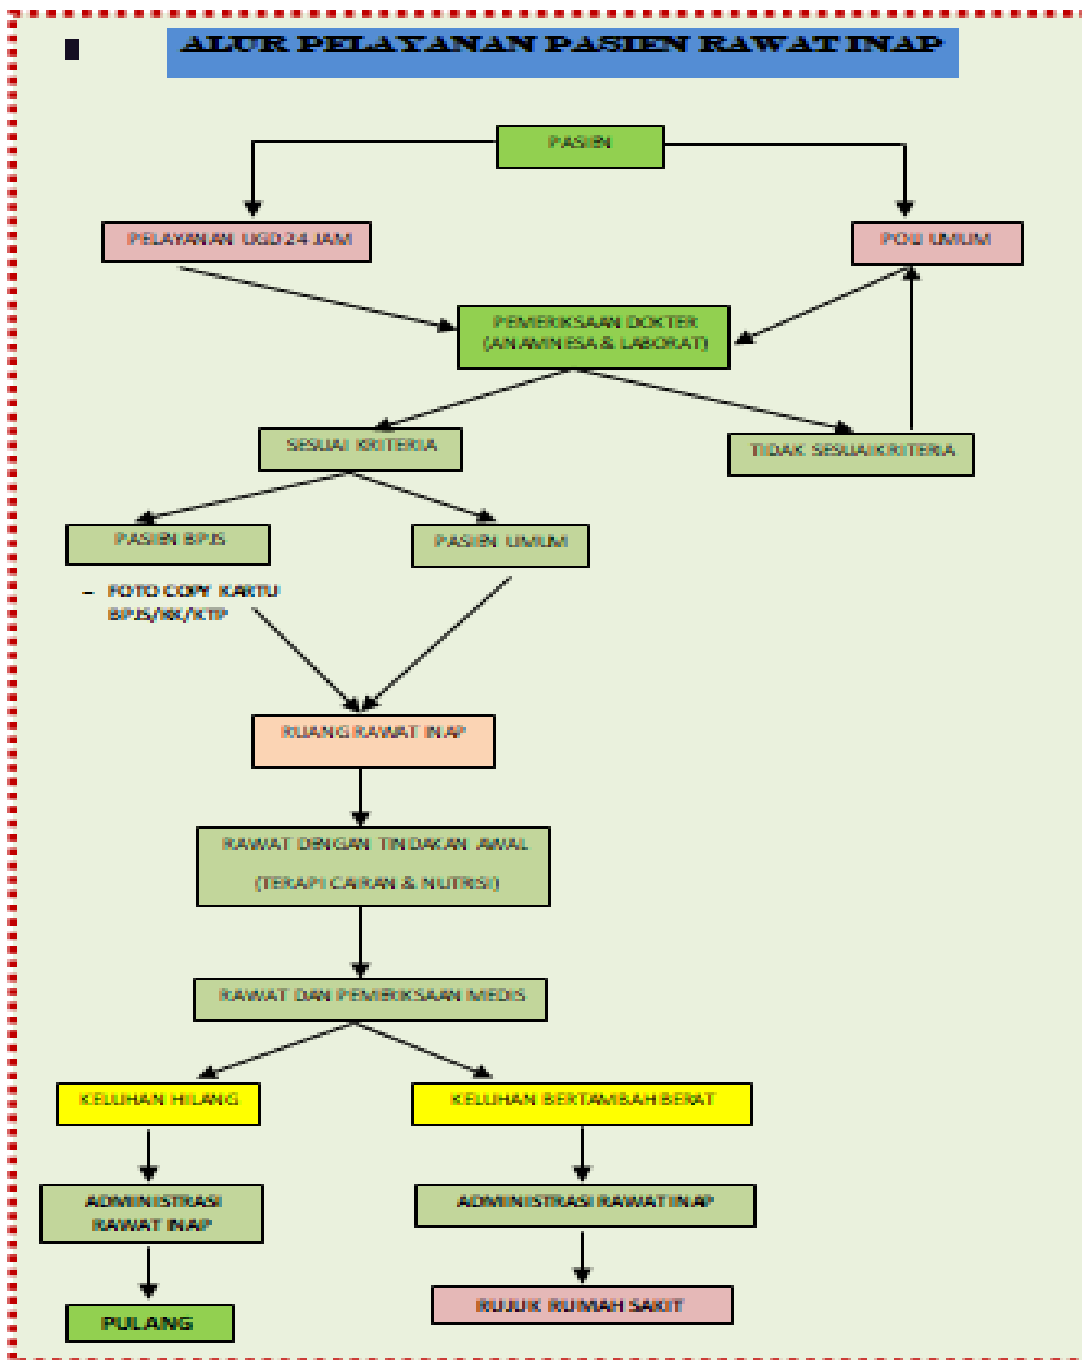 ALUR PELAYANAN PASIEN RAWAT INAP
PASIEN
PELAYANAN UGD 24 JAM
POLI UMUM
PEMERIKSAAN DOKTER
(ANAMNESA & LABORAT)
SESUAI KRITERIA
TIDAK SESUAIKRITERIA
PASIEN BPJS
PASIEN UMUM
– FOTO COPY KARTU
BPJS/KK/KTP
RUANG RAWAT INAP
RAWAT DENGAN TINDAKAN AWAL
(TERAPI CAIRAN & NUTRISI)
RAWAT DAN PEMERIKSAAN MEDIS
KELUHAN HILANG
KELUHAN BERTAMBAH BERAT
ADMINISTRASI
RAWAT INAP
ADMINISTRASI RAWAT INAP
PULANG
RUJUK RUMAH SAKIT